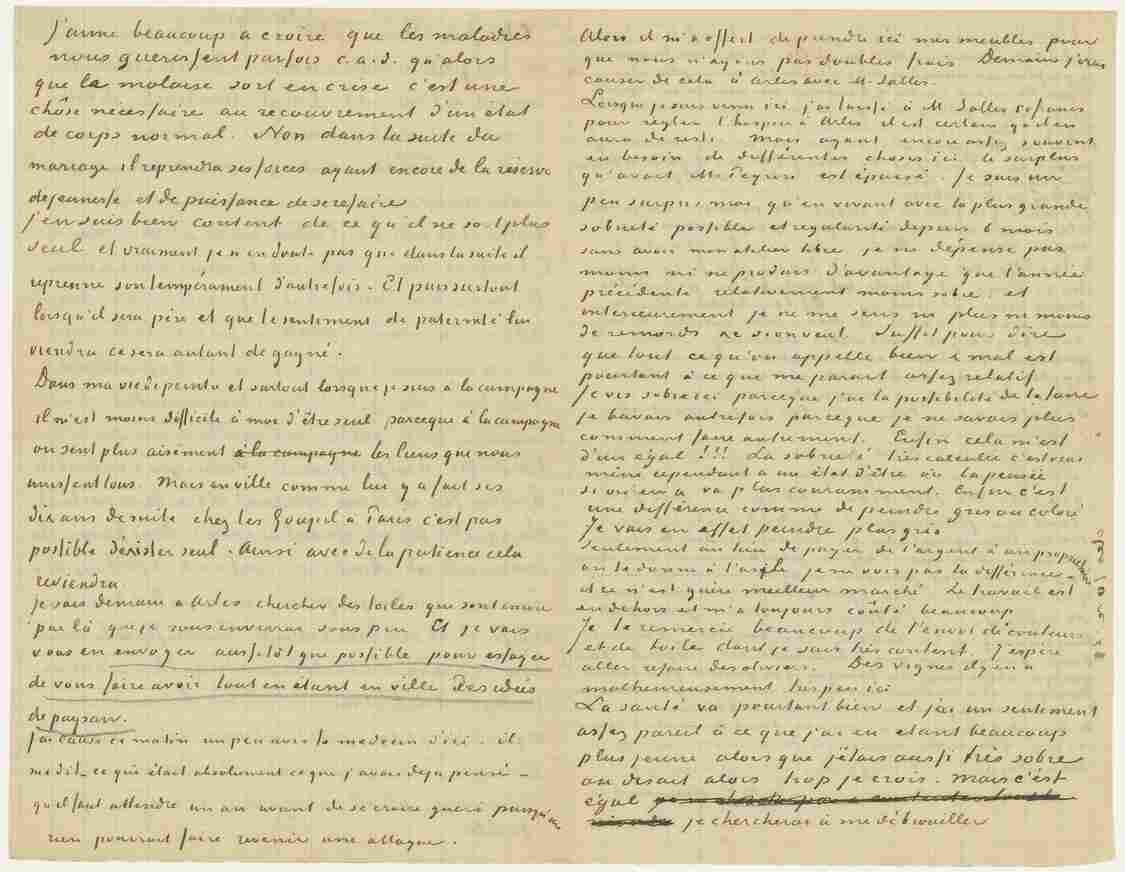 J'aime beaucoup a croire que les maladies
nous guerissent parfois c.a.d. qu'alors
que le malaise sort en crise c'est une
chôse nécessaire au recouvrement d'un état
de corps normal. Non dans la suite du
mariage il reprendra ses forces ayant encore de la réserve
de jeunesse et de puissance de se refaire
J'en suis bien content de ce qu'il ne soit plus
seul et vraiment je n'en doute pas que dans la suite il
reprenne son tempérament d'autrefois. Et puis surtout
lorsqu'il sera père et que le sentiment de paternité lui
viendra ce sera autant de gagné.
Dans ma vie de peintre et surtout lorsque je suis à la campagne
il m'est moins difficile à moi d'être seul parceque à la campagne
on sent plus aisement à la campagne les liens que nous
unissent tous. Mais en ville comme lui y a fait ses
dix ans de suite chez les Goupil a Paris c'est pas
possible d'exister seul. Ainsi avec de la patience cela
reviendra
Je vais demain a Arles chercher des toiles que sont encore
par là que je vous enverrai sous peu. Et je vais
vous en envoyer aussitôt que possible pour essayer
de vous faire avoir tout en étant en ville des idées
de paysan.
J'ai causé ce matin un peu avec le medecin d'ici. il
me dit - ce qui était absolument ce que j'avais deja pensé -
qu'il faut attendre un an avant de se croire gueri puisqu'un
rien pourrait faire revenir une attaque.
Alors il m'a offert de prendre ici mes meubles pour
que nous n'ayons pas doubles frais Demain j'irai
causer de cela à Arles avec M. Salles.
Lorsque je suis venu ici j'ai laissé à M. Salles 50 francs
pour regler l'hospice à Arles il est certain qu'il en
aura de reste. Mais ayant encore assez souvent
eu besoin de differentes choses ici le surplus
qu'avait M. Peyron est épuisé. Je suis un
peu surpris moi qu'en vivant avec la plus grande
sobrieté possible et regularité depuis 6 mois
sans avoir mon atelier libre je ne dépense pas
moins ni ne produis d'avantage que l'année
précédente relativement moins sobre. et
interieurement je ne me sens ni plus ni moins
de remords ce si on veut. Suffit pour dire
que tout ce qu'on appelle bien & mal est
pourtant à ce que me parait assez relatif
Je vis sobre ici parceque j'ai la possibilité de le faire
je buvais autrefois parceque je ne savais plus
comment faire autrement. Enfin cela m'est
d'un égal !!! La sobrieté très calculée c'est vrai
mène cependant a un état d'être où la pensée
si on en a va plus couramment. Enfin c'est
une différence comme de peindre gris ou coloré
Je vais en effet peindre plus gris
Seulement au lieu de payer de l'argent à un propriétaire
on le donne à l'asile je ne vois pas la différence -
et ce n'est guère meilleur marché Le travail est
en dehors et m'a toujours coûté beaucoup
Je te remercie beaucoup de l'envoi de couleurs
et de toile dont je suis très content. J'espère
aller refaire des oliviers. Des vignes il y en a
malheureusement très peu ici
La santé va pourtant bien et j'ai un sentiment
assez pareil à ce que j'ai eu etant beaucoup
plus jeune alors que j'étais aussi très sobre
on disait alors trop je crois. Mais c'est
égal
je chercherai à me débrouiller